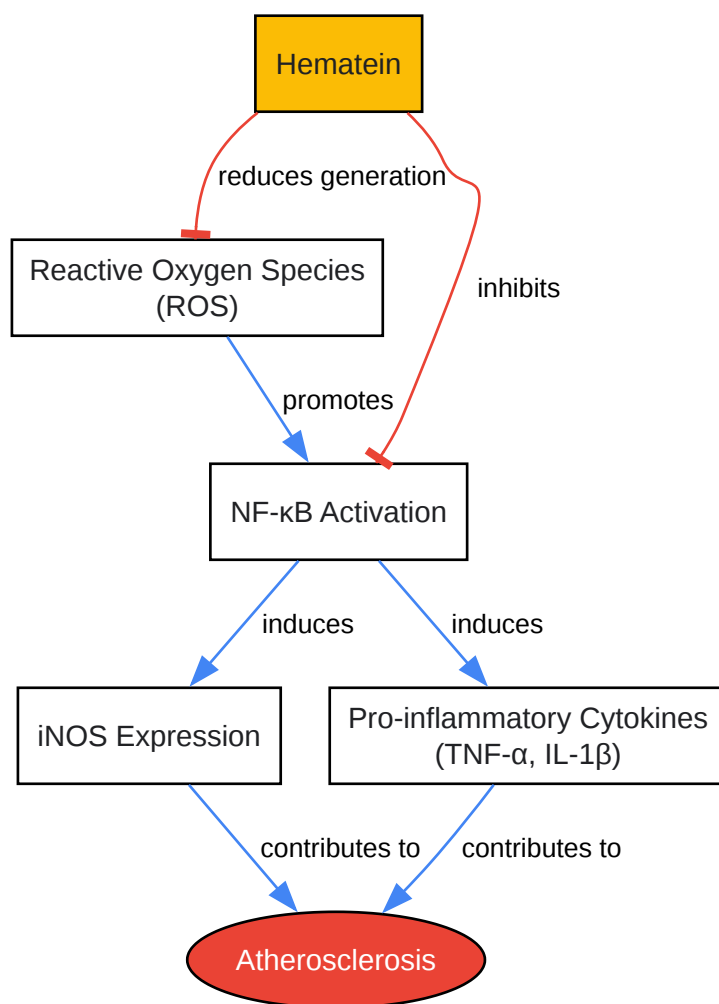 Hematein
reduces generation
Reactive Oxygen Species
(ROS)
inhibits
promotes
NF-κB Activation
induces
induces
iNOS Expression
Pro-inflammatory Cytokines
(TNF-α, IL-1β)
contributes to
contributes to
Atherosclerosis